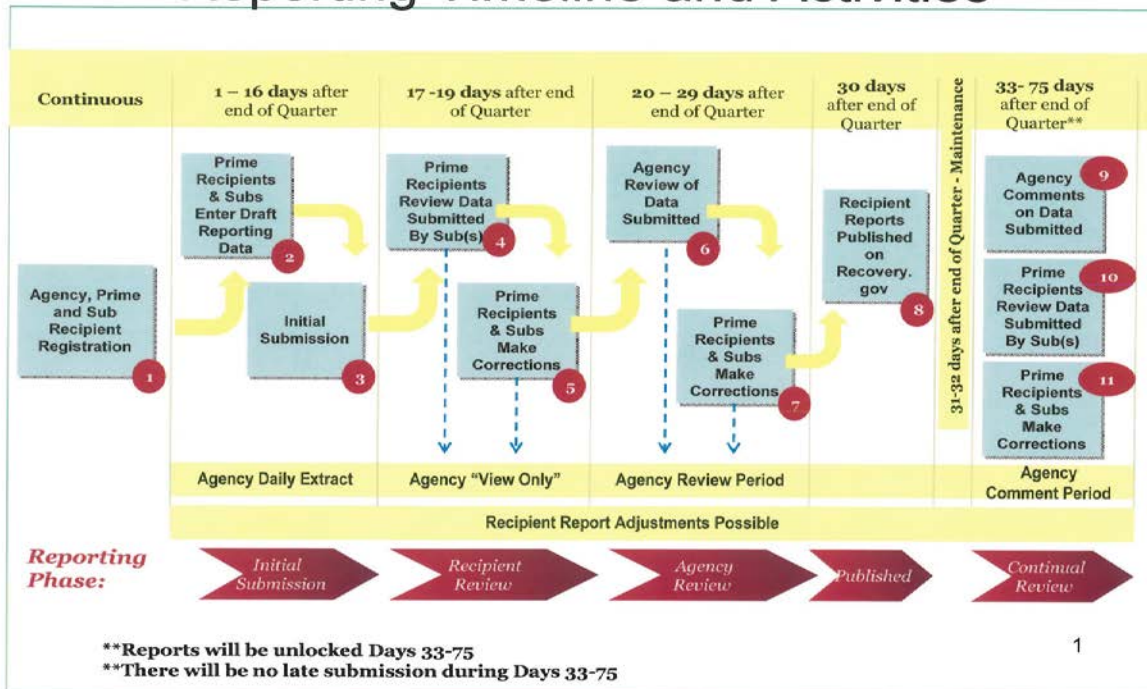 Reporting Timeline and Activities
Continuous
1 – 16 days after
end of Quarter
17 -19 days after end
of Quarter
20 – 29 days after
end of Quarter
30 days
after end of
Quarter
31-32 days after end of Quarter - Maintenance
33- 75 days
after end of
Quarter**
Agency, Prime
and Sub
Recipient
Registration
1
Prime
Recipients
& Subs
Enter Draft
Reporting
Data
2
Initial
Submission
3
Prime
Recipients
Review Data
Submitted
By Sub(s)
4
Prime
Recipients
& Subs
Make
Corrections
5
Agency
Review of
Data
Submitted
6
Prime
Recipients
& Subs
Make
Corrections
7
Recipient
Reports
Published
on
Recovery.
gov
8
Agency
Comments
on Data
Submitted
9
Prime
Recipients
Review Data
Submitted
By Sub(s)
10
Prime
Recipients
& Subs
Make
Corrections
11
Agency Daily Extract
Agency “View Only”
Agency Review Period
Agency
Comment Period
Recipient Report Adjustments Possible
Reporting
Phase:
Initial
Submission
Recipient
Review
Agency
Review
Published
Continual
Review
**Reports will be unlocked Days 33-75
**There will be no late submission during Days 33-75
1